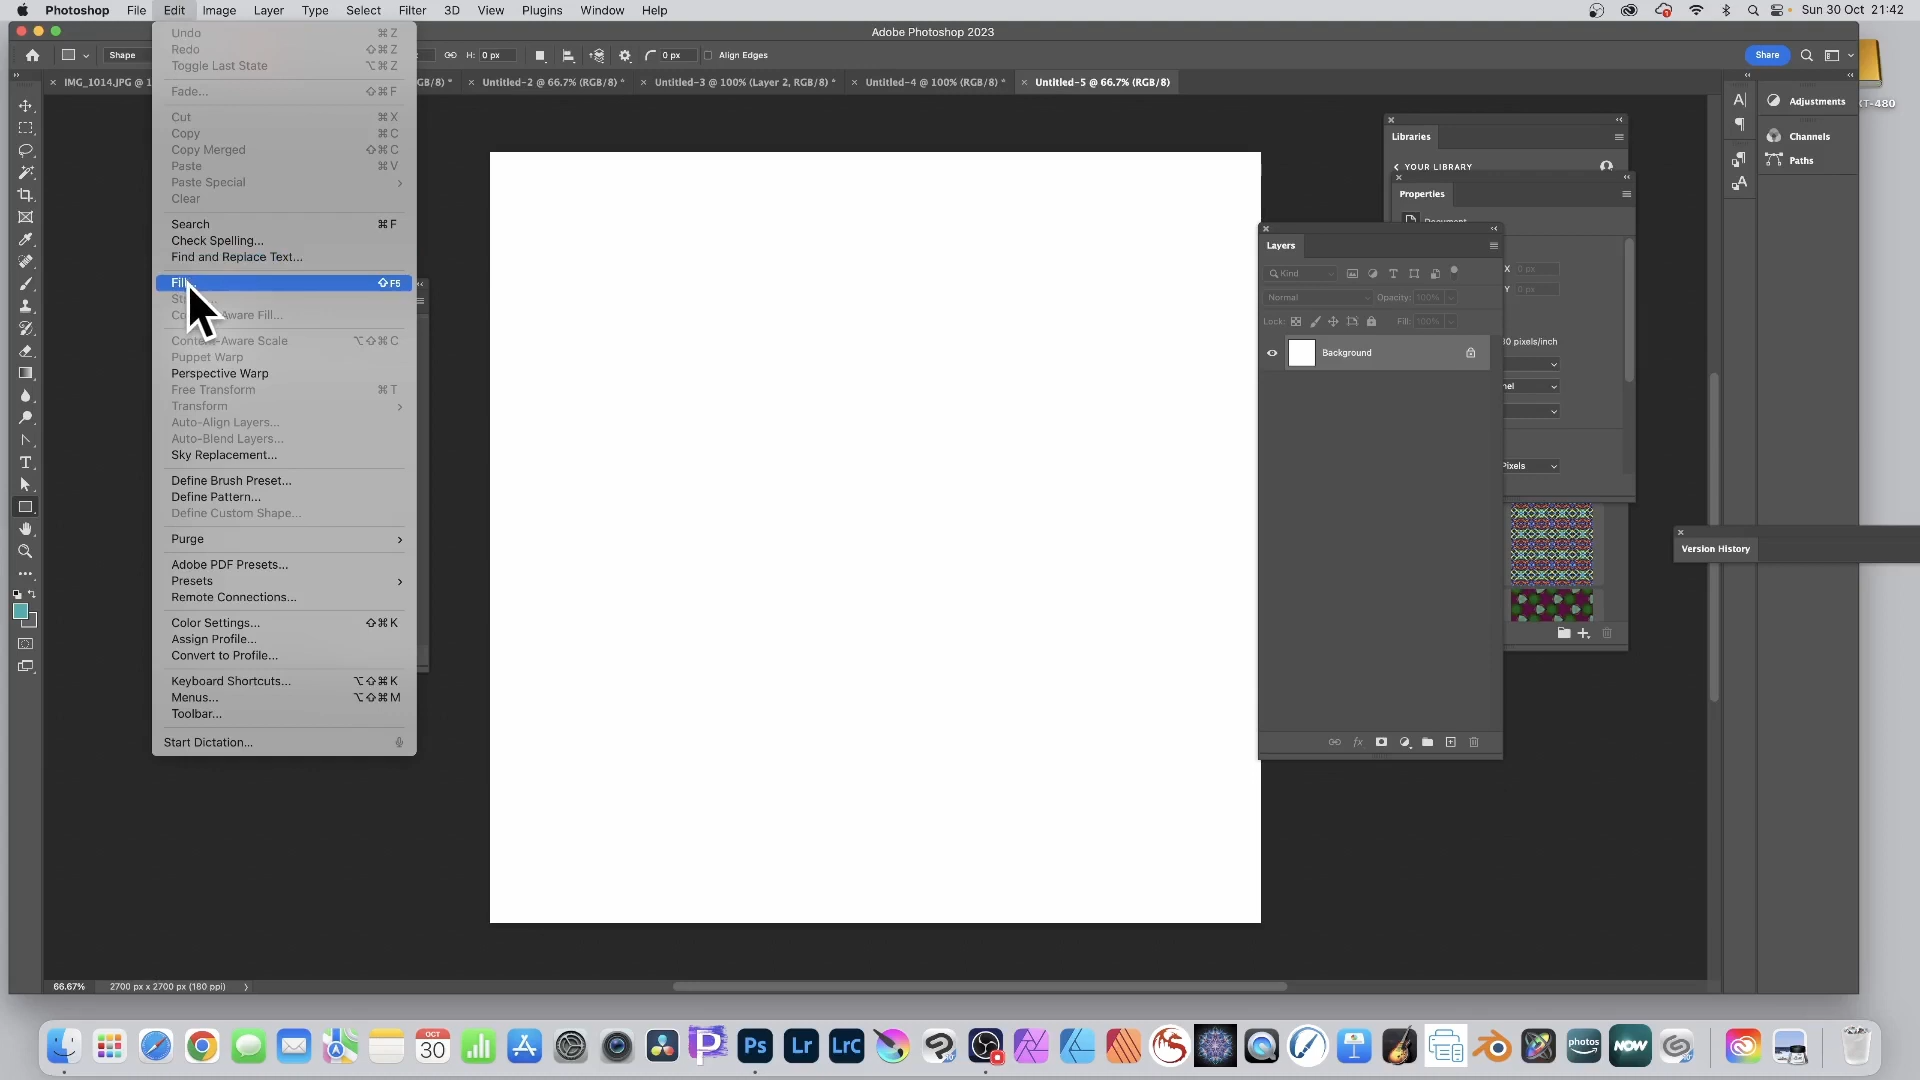 Photoshop File Edit Image Layer Type Select Filter 3D View Plugins Window Help Sun 30 Oct 21:42
Adobe Photoshop 2023
Shape H: 0 px 0 px Align Edges Share
IMG_1014.JPG @ 1 GB/8) * Untitled-2 @ 66.7% (RGB/8) * Untitled-3 @ 100% (Layer 2, RGB/8) * Untitled-4 @ 100% (RGB/8) * Untitled-5 @ 66.7% (RGB/8)
Undo ⌘Z
Redo ⇧⌘Z
Toggle Last State ⌥⌘Z
Fade... ⇧⌘F
Cut ⌘X
Copy ⌘C
Copy Merged ⇧⌘C
Paste ⌘V
Paste Special
Clear
Search ⌘F
Check Spelling...
Find and Replace Text...
Fill... ⇧F5
Aware Fill...
Content-Aware Scale ⌥⇧⌘C
Puppet Warp
Perspective Warp
Free Transform ⌘T
Transform
Auto-Align Layers...
Auto-Blend Layers...
Sky Replacement...
Define Brush Preset...
Define Pattern...
Define Custom Shape...
Purge
Adobe PDF Presets...
Presets
Remote Connections...
Color Settings... ⇧⌘K
Assign Profile...
Convert to Profile...
Keyboard Shortcuts... ⌥⇧⌘K
Menus... ⌥⇧⌘M
Toolbar...
Start Dictation...
Libraries
YOUR LIBRARY
Properties
Document
Layers
Kind
Normal Opacity: 100%
Lock: Fill: 100%
Background
X 0 px
Y 0 px
pixels/inch
Pixels
Adjustments
Channels
Paths
XT-480
Version History
66.67% 2700 px x 2700 px (180 ppi)
OCT
30
Ps Lr LrC
photos
NOW